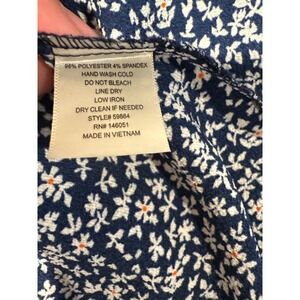 96% POLYESTER 4% SPANDEX
HAND WASH COLD
DO NOT BLEACH
LINE DRY
LOW IRON
DRY CLEAN IF NEEDED
STYLE# 59864
RN# 146051
MADE IN VIETNAM